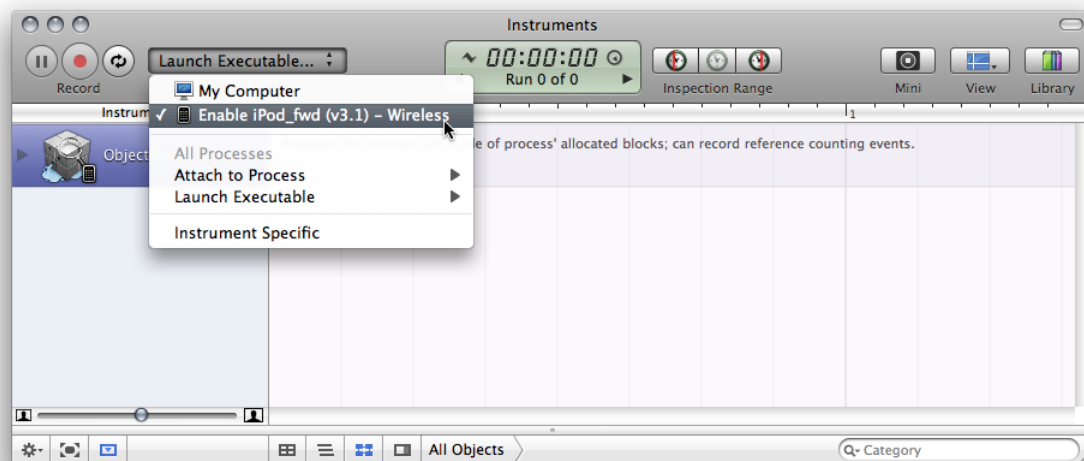 Instruments
Launch Executable...
00:00:00
Run 0 of 0
Record
Inspection Range
Mini
View
Library
My Computer
Instrum
Enable iPod_fwd (v3.1) – Wireless
1
Object
le of process' allocated blocks; can record reference counting events.
All Processes
Attach to Process
Launch Executable
Instrument Specific
All Objects
Category